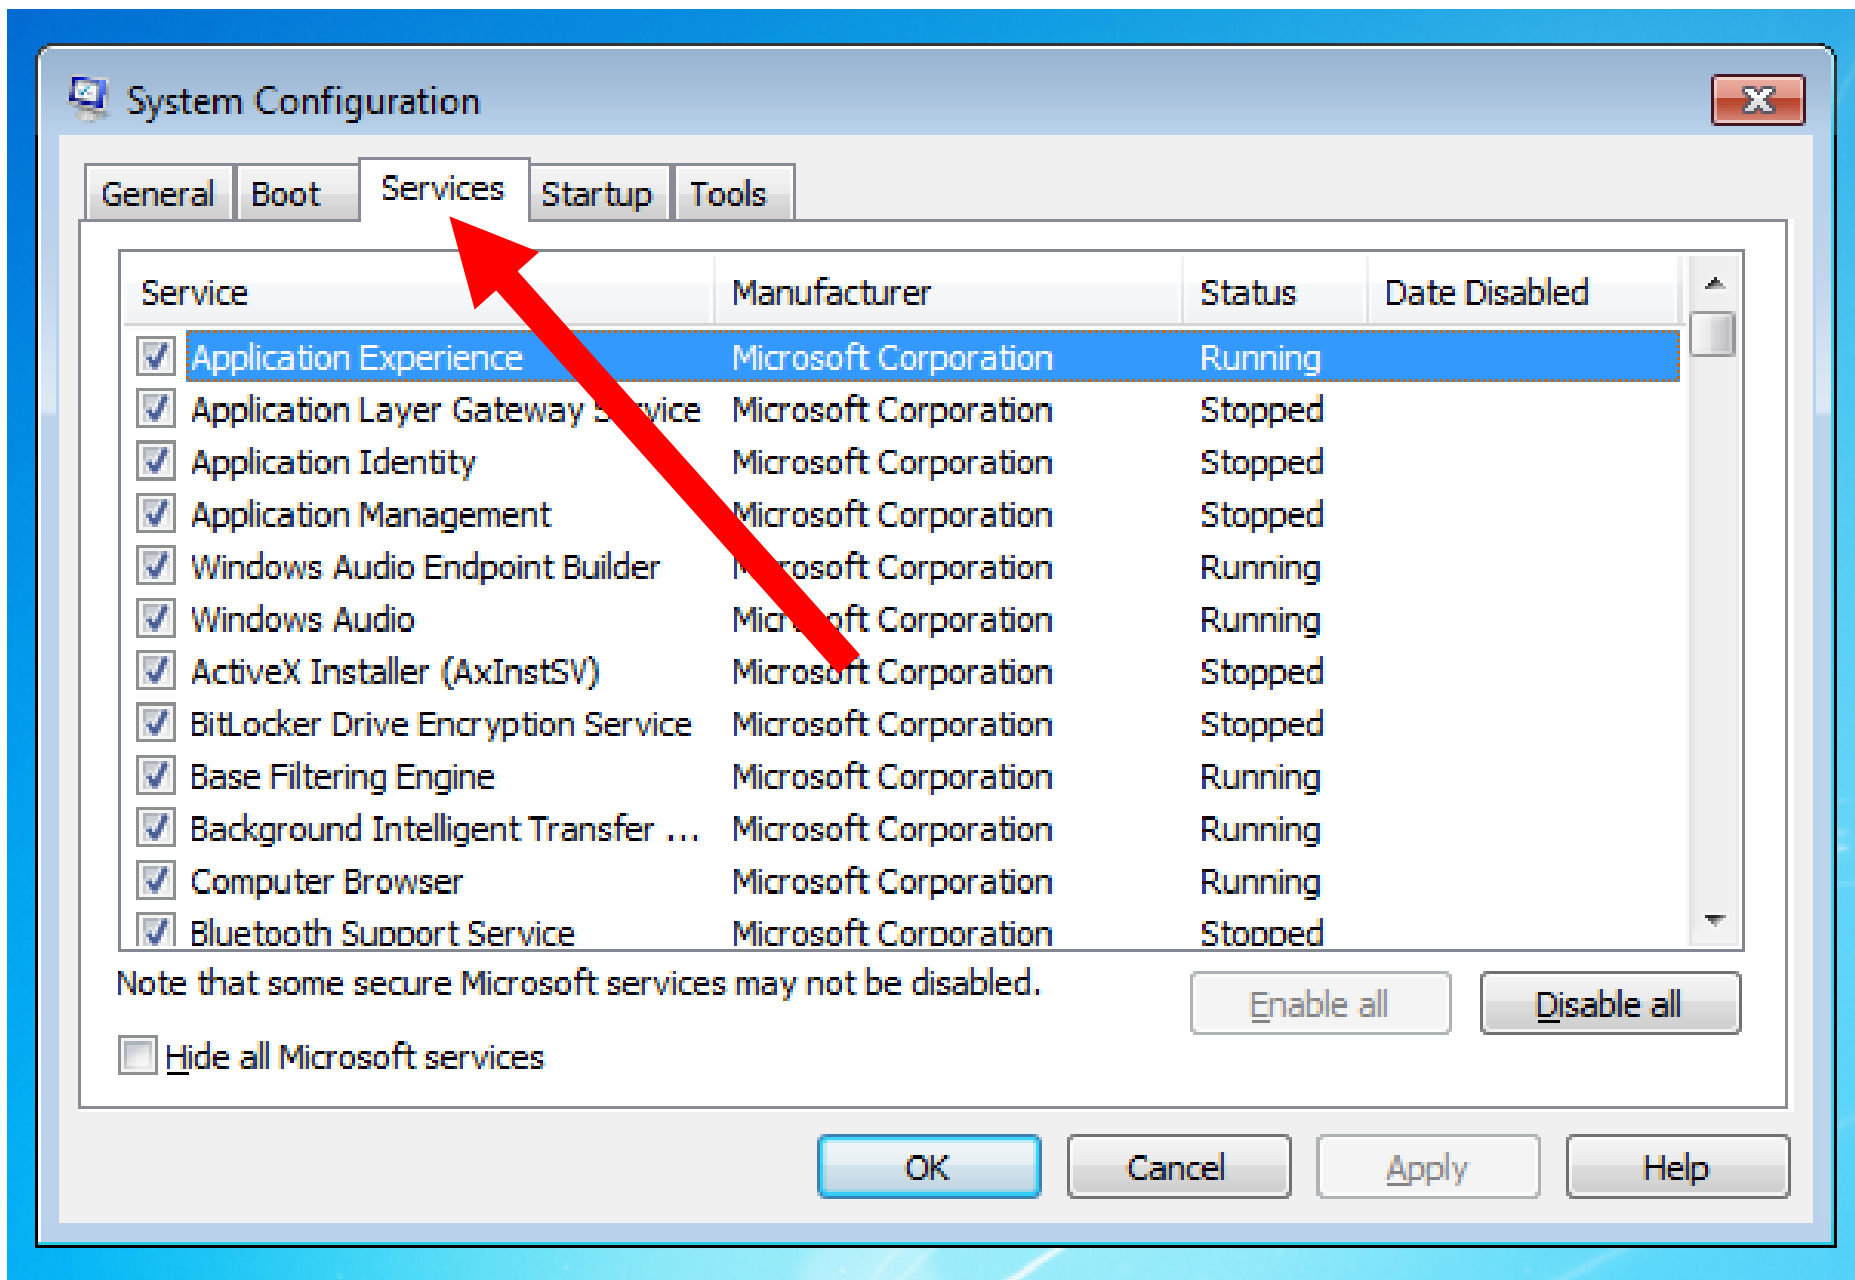 System Configuration
General Boot Services Startup Tools
Service Manufacturer Status Date Disabled
Application Experience Microsoft Corporation Running
Application Layer Gateway Service Microsoft Corporation Stopped
Application Identity Microsoft Corporation Stopped
Application Management Microsoft Corporation Stopped
Windows Audio Endpoint Builder Microsoft Corporation Running
Windows Audio Microsoft Corporation Running
ActiveX Installer (AxInstSV) Microsoft Corporation Stopped
BitLocker Drive Encryption Service Microsoft Corporation Stopped
Base Filtering Engine Microsoft Corporation Running
Background Intelligent Transfer ... Microsoft Corporation Running
Computer Browser Microsoft Corporation Running
Bluetooth Support Service Microsoft Corporation Stopped
Note that some secure Microsoft services may not be disabled.
Enable all Disable all
Hide all Microsoft services
OK Cancel Apply Help